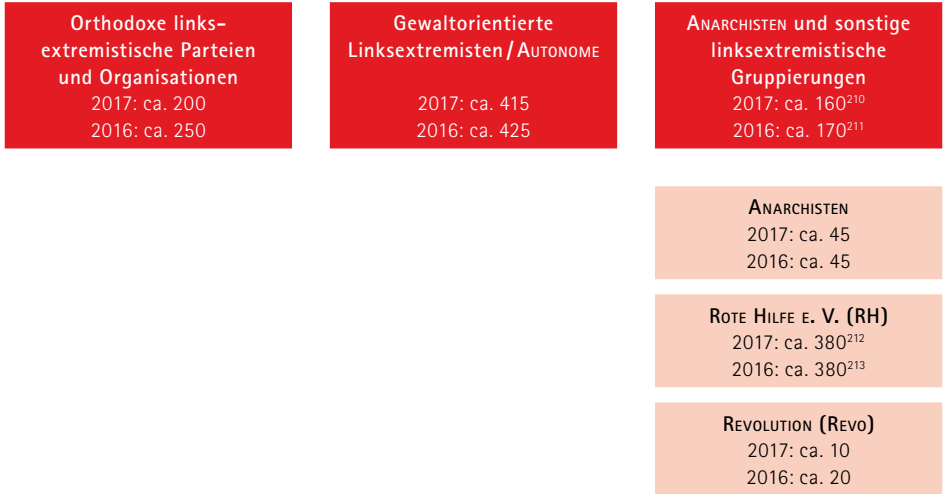 Orthodoxe links-
extremistische Parteien
und Organisationen
2017: ca. 200
2016: ca. 250
Gewaltorientierte
Linksextremisten/Autonome
2017: ca. 415
2016: ca. 425
Anarchisten und sonstige
linksextremistische
Gruppierungen
2017: ca. 160²¹⁰
2016: ca. 170²¹¹
Anarchisten
2017: ca. 45
2016: ca. 45
Rote Hilfe e. V. (RH)
2017: ca. 380²¹²
2016: ca. 380²¹³
Revolution (Revo)
2017: ca. 10
2016: ca. 20